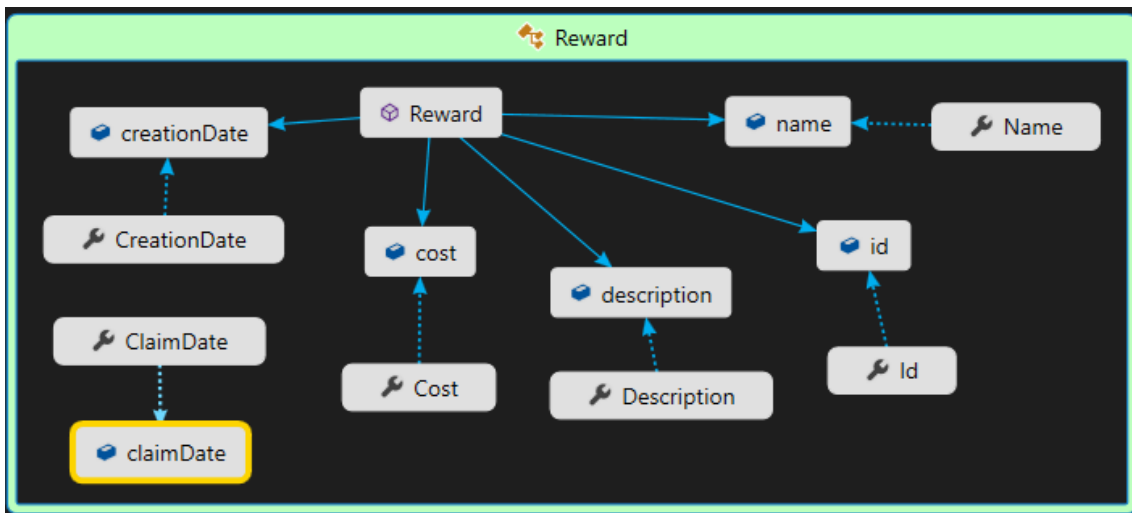 Reward
Reward
creationDate
name
Name
CreationDate
cost
id
description
ClaimDate
Cost
Id
Description
claimDate